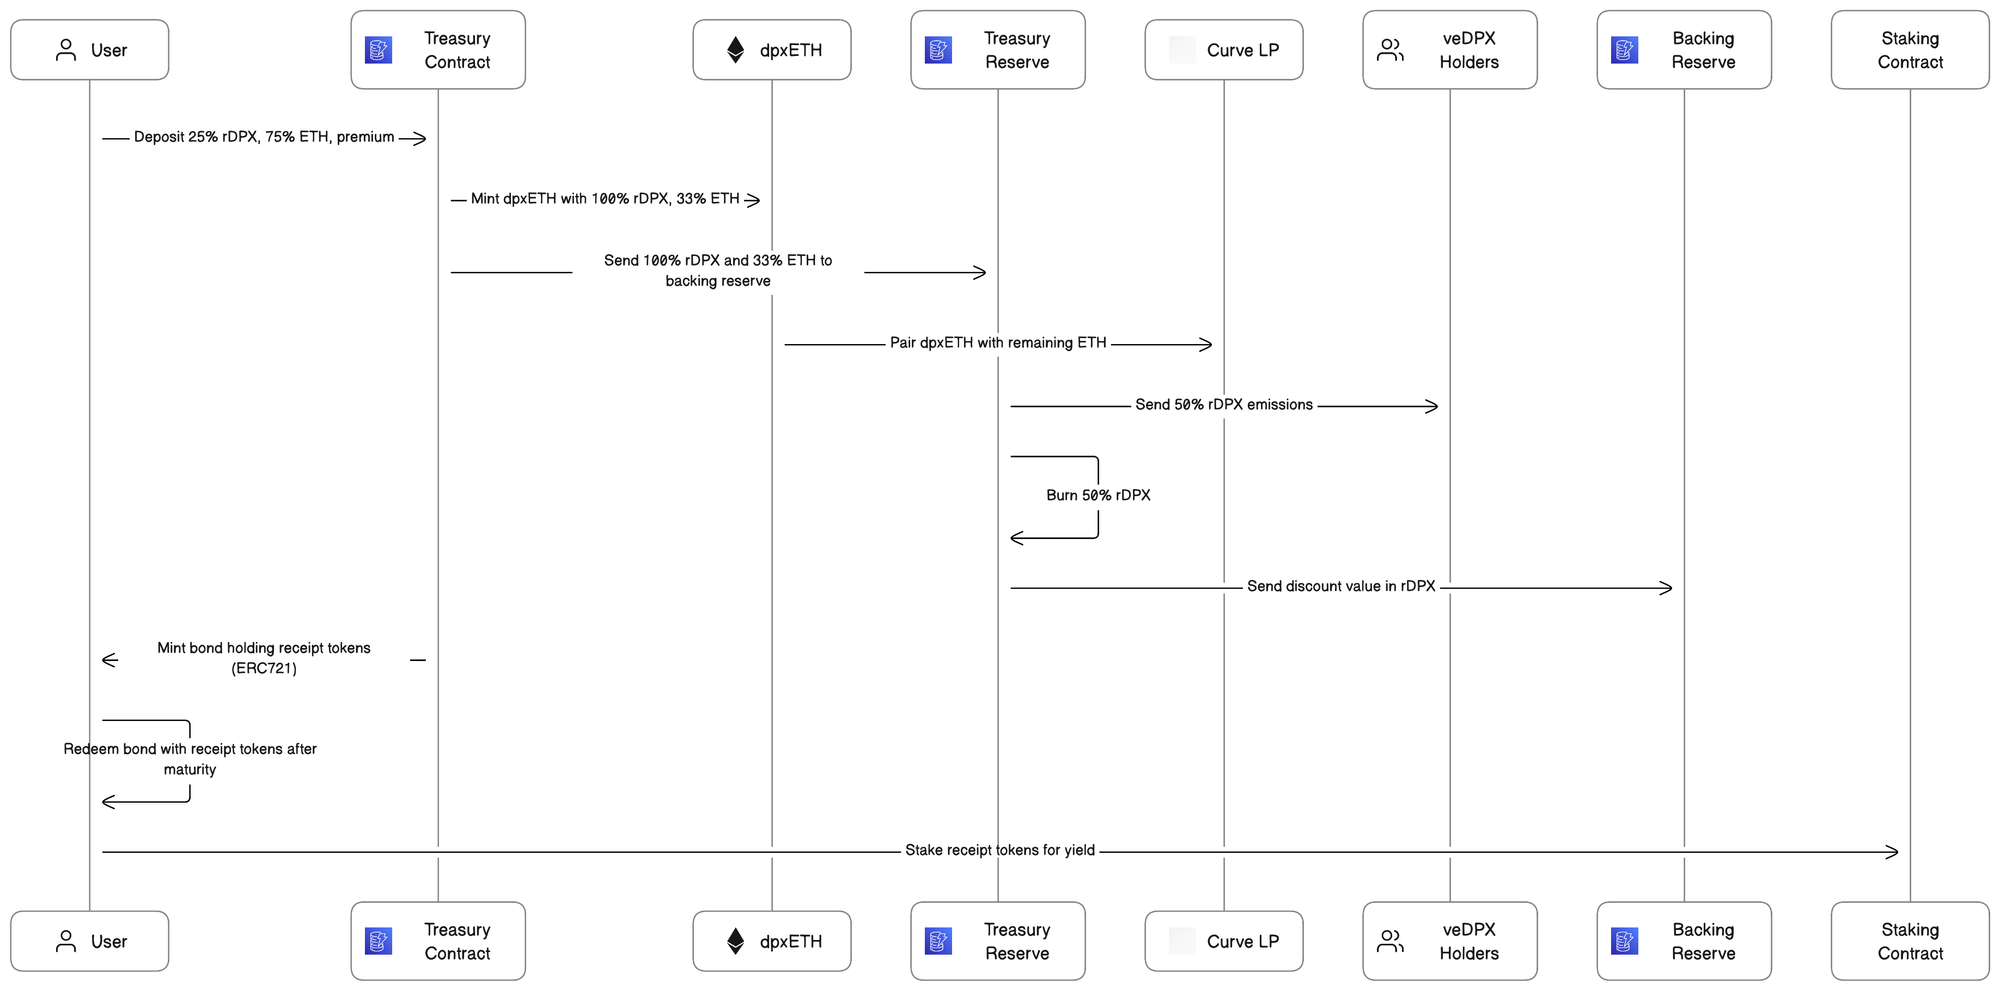 User
Treasury
Contract
dpxETH
Treasury
Reserve
Curve LP
veDPX
Holders
Backing
Reserve
Staking
Contract
Deposit 25% rDPX, 75% ETH, premium
Mint dpxETH with 100% rDPX, 33% ETH
Send 100% rDPX and 33% ETH to
backing reserve
Pair dpxETH with remaining ETH
Send 50% rDPX emissions
Burn 50% rDPX
Send discount value in rDPX
Mint bond holding receipt tokens
(ERC721)
Redeem bond with receipt tokens after
maturity
Stake receipt tokens for yield
User
Treasury
Contract
dpxETH
Treasury
Reserve
Curve LP
veDPX
Holders
Backing
Reserve
Staking
Contract